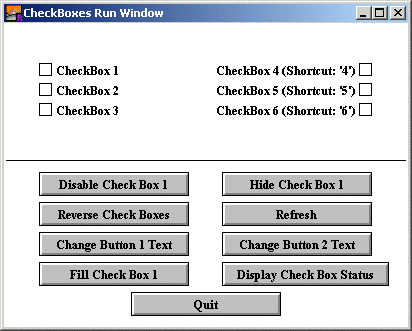 CheckBoxes Run Window
CheckBox 1 CheckBox 4 (Shortcut: '4')
CheckBox 2 CheckBox 5 (Shortcut: '5')
CheckBox 3 CheckBox 6 (Shortcut: '6')
Disable Check Box 1 Hide Check Box 1
Reverse Check Boxes Refresh
Change Button 1 Text Change Button 2 Text
Fill Check Box 1 Display Check Box Status
Quit